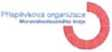 Příspěvková organizace
Moravskoslezského kraje